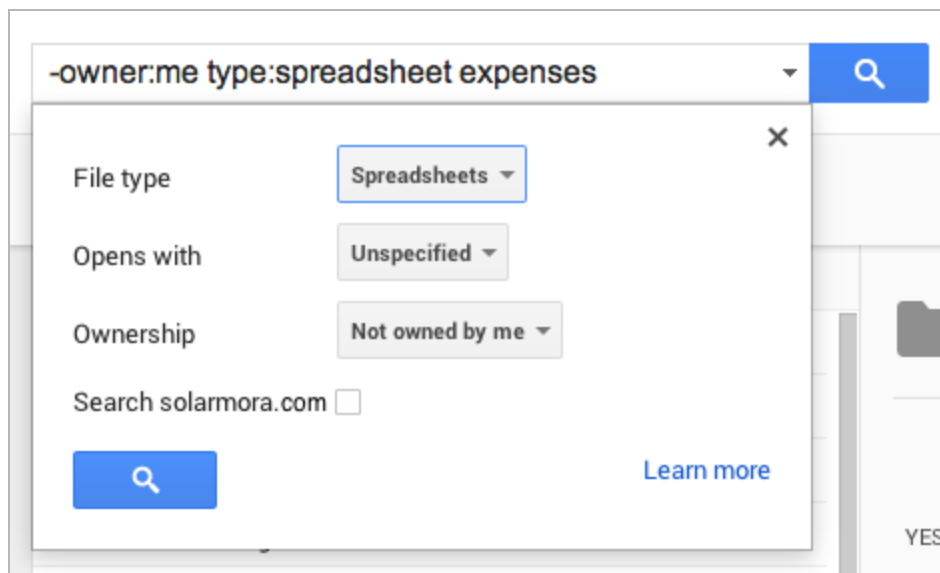 -owner:me type:spreadsheet expenses
File type Spreadsheets
Opens with Unspecified
Ownership Not owned by me
Search solarmora.com
Learn more